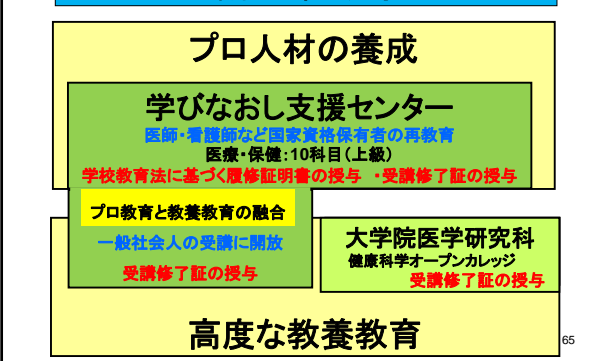 プロ人材の養成
学びなおし支援センター
医師・看護師など国家資格保有者の再教育
医療・保健：10科目（上級）
学校教育法に基づく履修証明書の授与　・受講修了証の授与
プロ教育と教養教育の融合
一般社会人の受講に開放
受講修了証の授与
大学院医学研究科
健康科学オープンカレッジ
受講修了証の授与
高度な教養教育
65